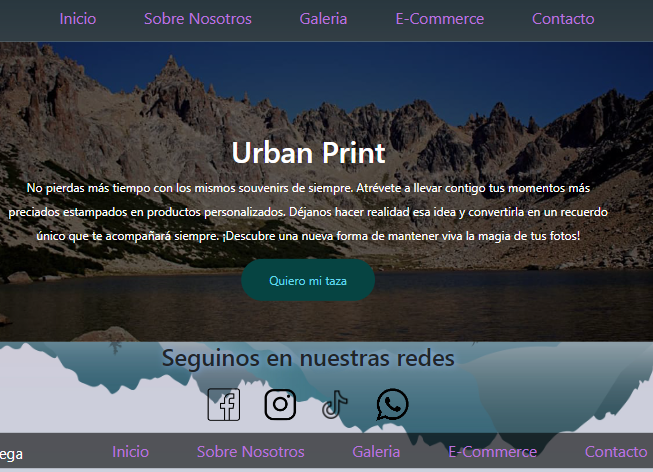 Inicio Sobre Nosotros Galeria E-Commerce Contacto
Urban Print
No pierdas más tiempo con los mismos souvenirs de siempre. Atrévete a llevar contigo tus momentos más
preciados estampados en productos personalizados. Déjanos hacer realidad esa idea y convertirla en un recuerdo
único que te acompañará siempre. ¡Descubre una nueva forma de mantener viva la magia de tus fotos!
Quiero mi taza
Seguinos en nuestras redes
ega Inicio Sobre Nosotros Galeria E-Commerce Contacto